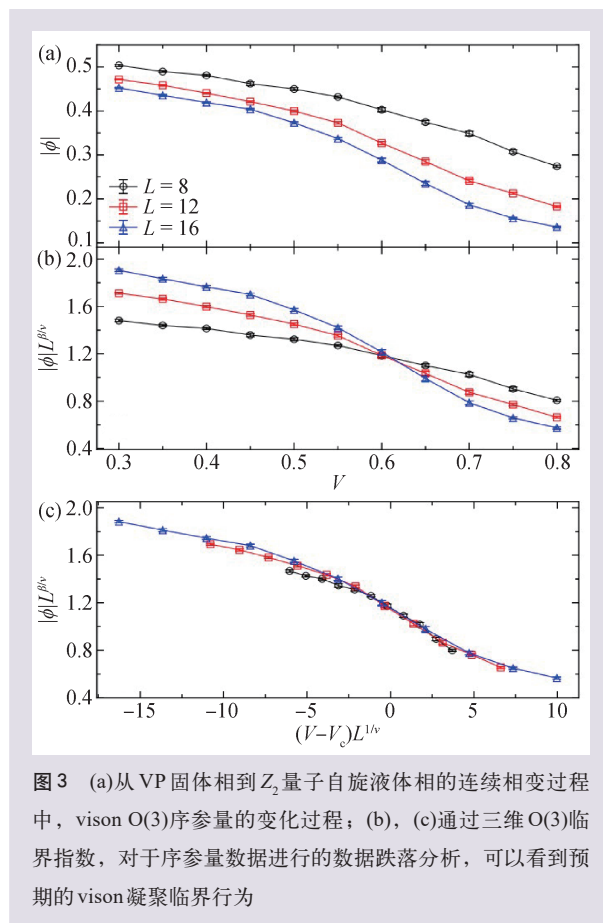 (a)
0.5
0.4
0.3
0.2
0.1
|ϕ|
L = 8
L = 12
L = 16
(b)
2.0
1.6
1.2
0.8
0.4
|ϕ|L^{β/ν}
0.3 0.4 0.5 0.6 0.7 0.8
V
(c)
2.0
1.6
1.2
0.8
0.4
|ϕ|L^{β/ν}
−15 −10 −5 0 5 10
(V−V_c)L^{1/ν}
图3 (a)从VP固体相到Z₂量子自旋液体相的连续相变过程
中，vison O(3)序参量的变化过程；(b)，(c)通过三维O(3)临
界指数，对于序参量数据进行的数据跌落分析，可以看到预
期的vison凝聚临界行为